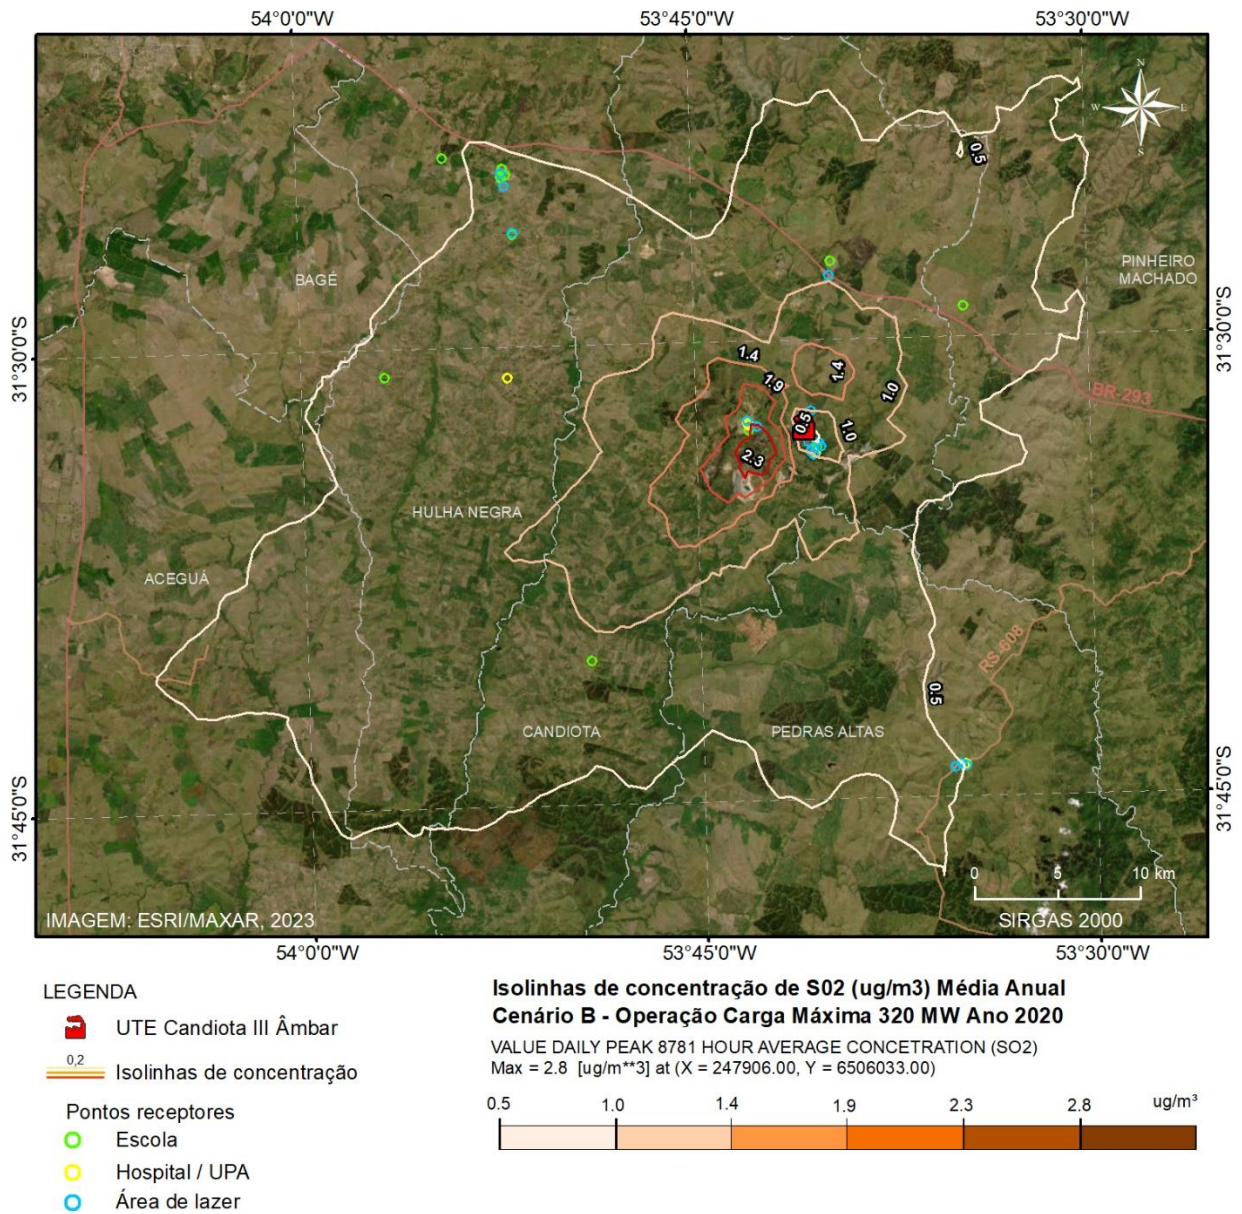 54°0'0"W
53°45'0"W
53°30'0"W
N
W
E
S
0.5
BAGÉ
PINHEIRO
MACHADO
31°30'0"S
31°30'0"S
1.4
1.4
1.9
1.0
BR-293
0.5
1.0
2.3
HULHA NEGRA
ACEGUÁ
RS-608
0.5
CANDIOTA
PEDRAS ALTAS
31°45'0"S
31°45'0"S
0
5
10 km
IMAGEM: ESRI/MAXAR, 2023
SIRGAS 2000
54°0'0"W
53°45'0"W
53°30'0"W
LEGENDA
UTE Candiota III Âmbar
0,2
Isolinhas de concentração
Pontos receptores
Escola
Hospital / UPA
Área de lazer
Isolinhas de concentração de S02 (ug/m3) Média Anual
Cenário B - Operação Carga Máxima 320 MW Ano 2020
VALUE DAILY PEAK 8781 HOUR AVERAGE CONCETRATION (SO2)
Max = 2.8 [ug/m**3] at (X = 247906.00, Y = 6506033.00)
0.5 1.0 1.4 1.9 2.3 2.8 ug/m³